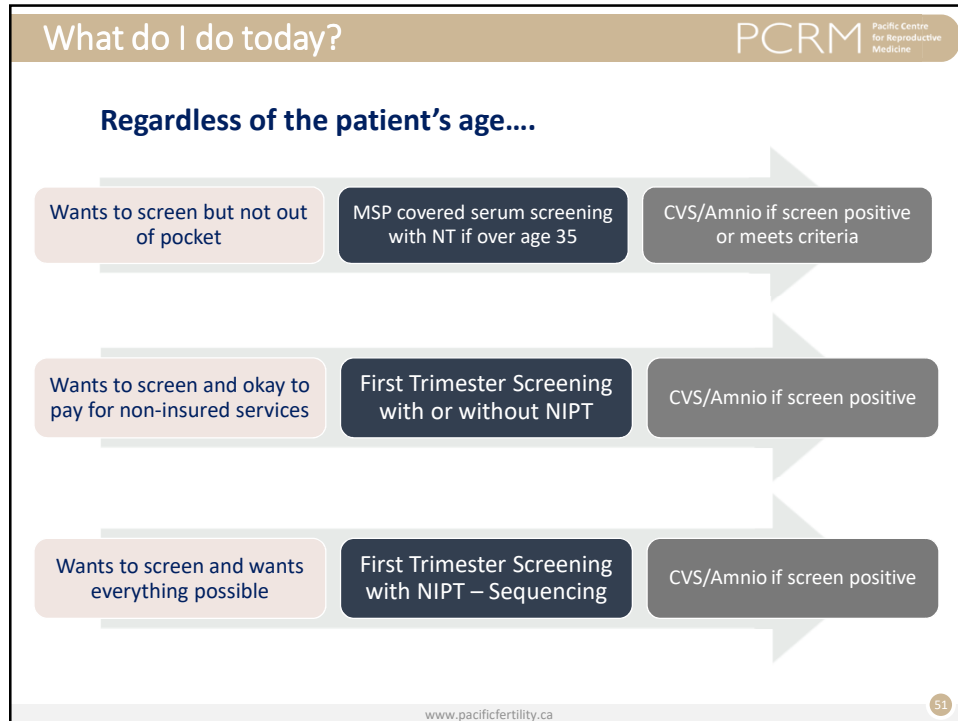 What do I do today?
PCRM
Pacific Centre
for Reproductive
Medicine
Regardless of the patient's age....
Wants to screen but not out
of pocket
MSP covered serum screening
with NT if over age 35
CVS/Amnio if screen positive
or meets criteria
Wants to screen and okay to
pay for non-insured services
First Trimester Screening
with or without NIPT
CVS/Amnio if screen positive
Wants to screen and wants
everything possible
First Trimester Screening
with NIPT – Sequencing
CVS/Amnio if screen positive
www.pacificfertility.ca
51